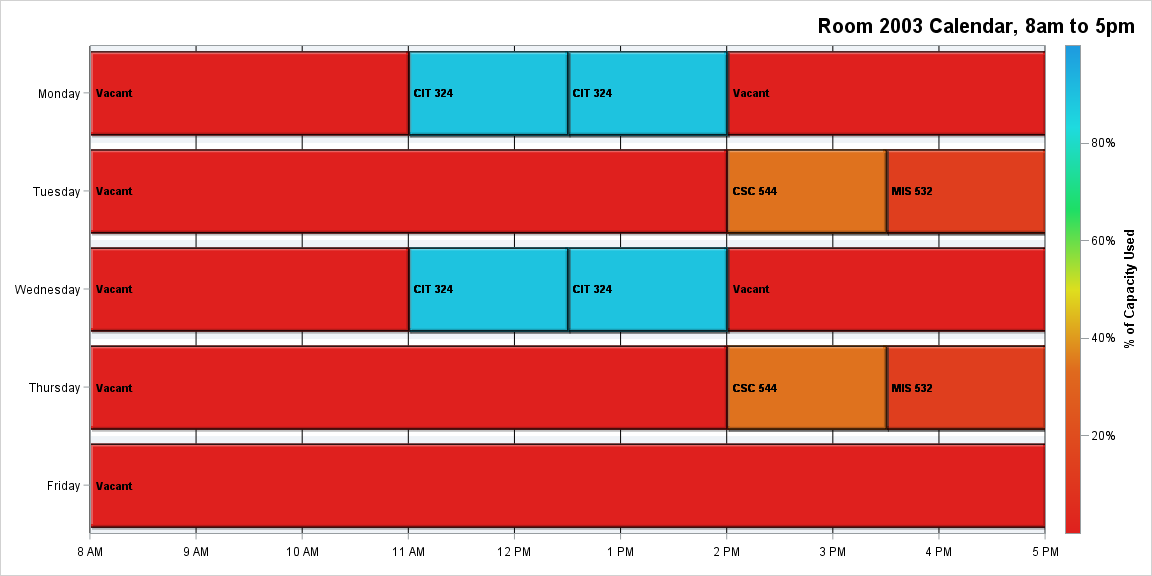 Room 2003 Calendar, 8am to 5pm
Monday
Vacant
CIT 324
CIT 324
Vacant
Tuesday
Vacant
CSC 544
MIS 532
Wednesday
Vacant
CIT 324
CIT 324
Vacant
Thursday
Vacant
CSC 544
MIS 532
Friday
Vacant
8 AM 9 AM 10 AM 11 AM 12 PM 1 PM 2 PM 3 PM 4 PM 5 PM
80%
60%
40%
20%
% of Capacity Used